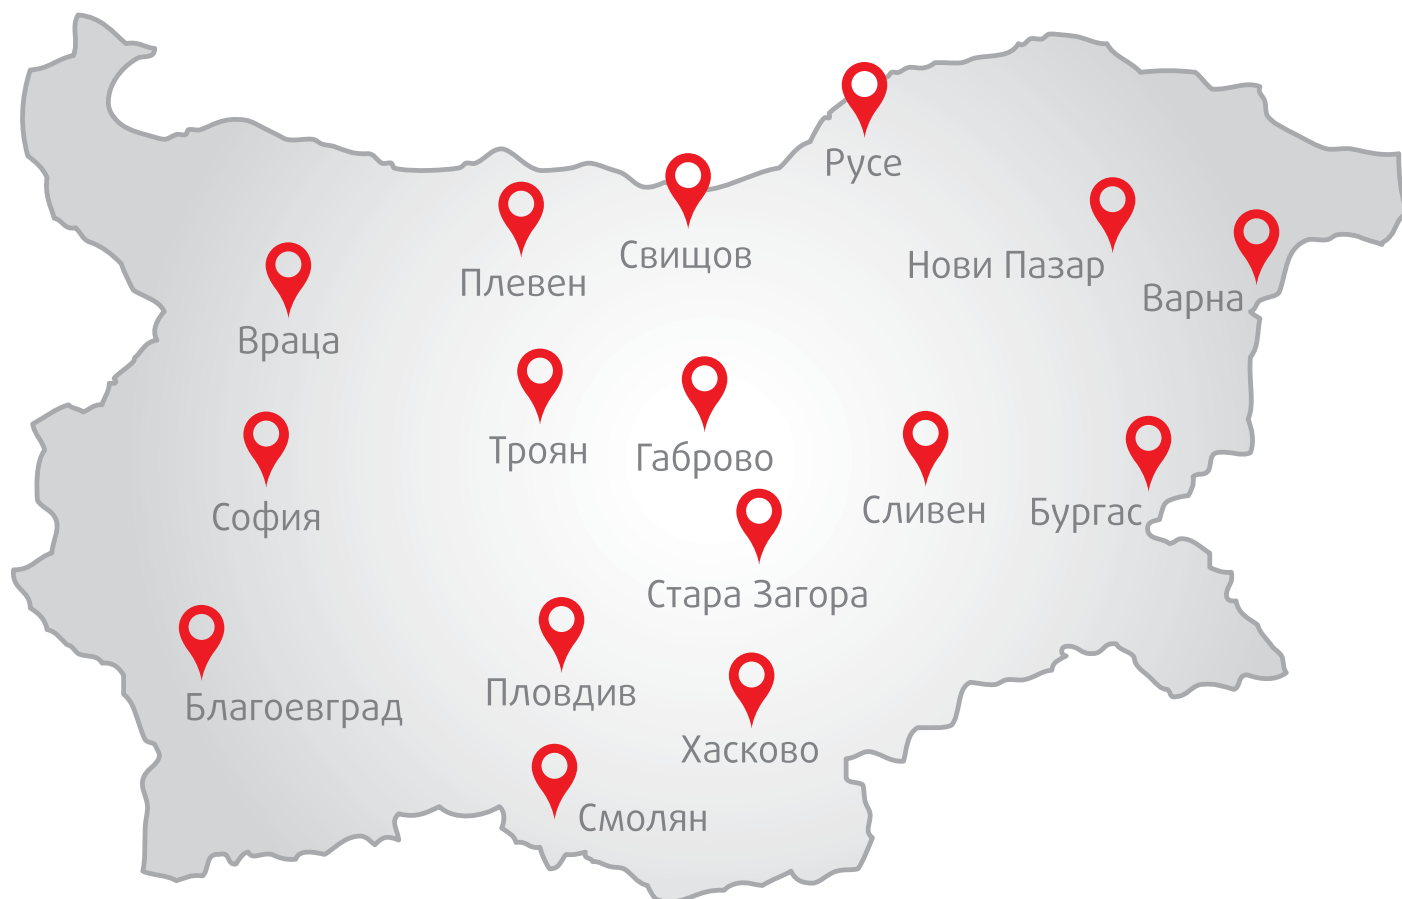 Русе
Свищов
Нови Пазар
Плевен
Варна
Враца
Троян
Габрово
Сливен
Бургас
София
Стара Загора
Пловдив
Благоевград
Хасково
Смолян